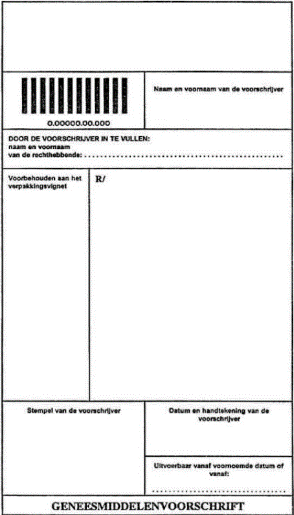 0.00000.00.000
Naam en voornaam van de voorschrijver
DOOR DE VOORSCHRIJVER IN TE VULLEN:
naam en voornaam
van de rechthebbende: ............................................
Voorbehouden aan het
verpakkingsvignet
R/
Stempel van de voorschrijver
Datum en handtekening van de
voorschrijver
Uitvoerbaar vanaf voornoemde datum of
vanaf:
..............................
GENEESMIDDELENVOORSCHRIFT